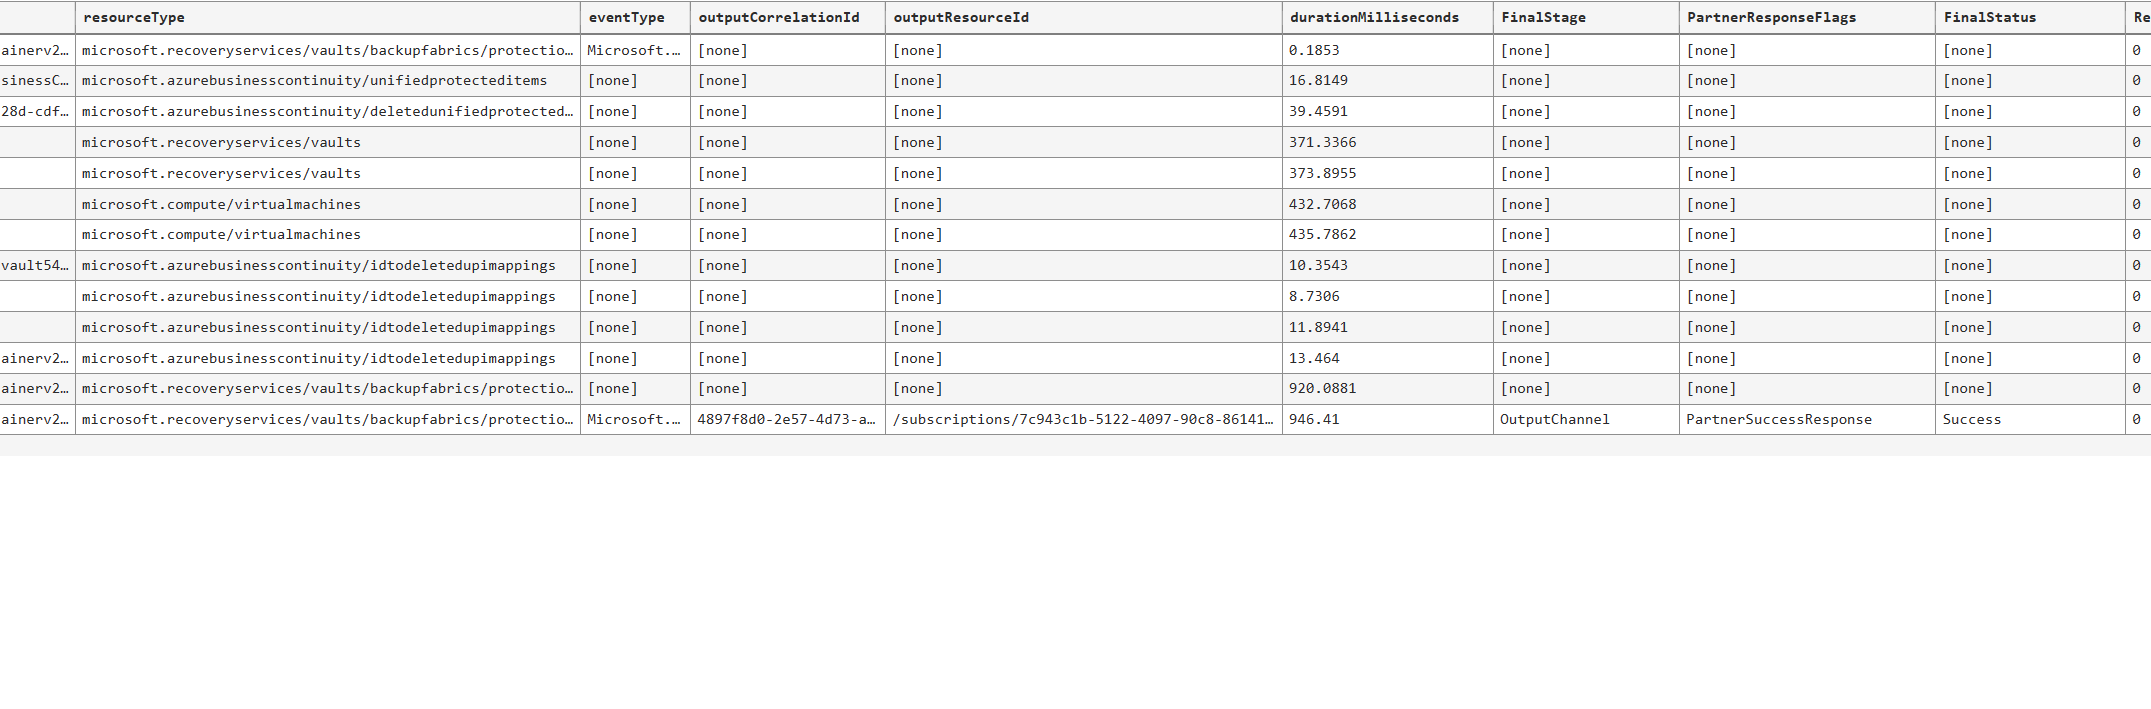 resourceType eventType outputCorrelationId outputResourceId durationMilliseconds FinalStage PartnerResponseFlags FinalStatus Re
ainerv2… microsoft.recoveryservices/vaults/backupfabrics/protectio… Microsoft.… [none] [none] 0.1853 [none] [none] [none] 0
sinessC… microsoft.azurebusinesscontinuity/unifiedprotecteditems [none] [none] [none] 16.8149 [none] [none] [none] 0
28d-cdf… microsoft.azurebusinesscontinuity/deletedunifiedprotected… [none] [none] [none] 39.4591 [none] [none] [none] 0
microsoft.recoveryservices/vaults [none] [none] [none] 371.3366 [none] [none] [none] 0
microsoft.recoveryservices/vaults [none] [none] [none] 373.8955 [none] [none] [none] 0
microsoft.compute/virtualmachines [none] [none] [none] 432.7068 [none] [none] [none] 0
microsoft.compute/virtualmachines [none] [none] [none] 435.7862 [none] [none] [none] 0
vault54… microsoft.azurebusinesscontinuity/idtodeletedupimappings [none] [none] [none] 10.3543 [none] [none] [none] 0
microsoft.azurebusinesscontinuity/idtodeletedupimappings [none] [none] [none] 8.7306 [none] [none] [none] 0
microsoft.azurebusinesscontinuity/idtodeletedupimappings [none] [none] [none] 11.8941 [none] [none] [none] 0
ainerv2… microsoft.azurebusinesscontinuity/idtodeletedupimappings [none] [none] [none] 13.464 [none] [none] [none] 0
ainerv2… microsoft.recoveryservices/vaults/backupfabrics/protectio… [none] [none] [none] 920.0881 [none] [none] [none] 0
ainerv2… microsoft.recoveryservices/vaults/backupfabrics/protectio… Microsoft.… 4897f8d0-2e57-4d73-a… /subscriptions/7c943c1b-5122-4097-90c8-86141… 946.41 OutputChannel PartnerSuccessResponse Success 0